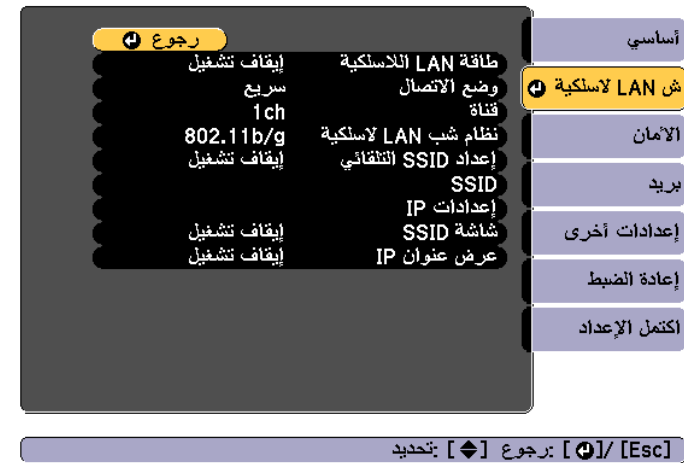 أساسي
ش LAN لاسلكية
الأمان
بريد
إعدادات أخرى
إعادة الضبط
اكتمل الإعداد
رجوع
طاقة LAN اللاسلكية إيقاف تشغيل
وضع الاتصال سريع
قناة 1ch
نظام شب LAN لاسلكية 802.11b/g
إعداد SSID التلقائي إيقاف تشغيل
SSID
إعدادات IP
شاشة SSID إيقاف تشغيل
عرض عنوان IP إيقاف تشغيل
[Esc] /[ ] :رجوع [ ] :تحديد